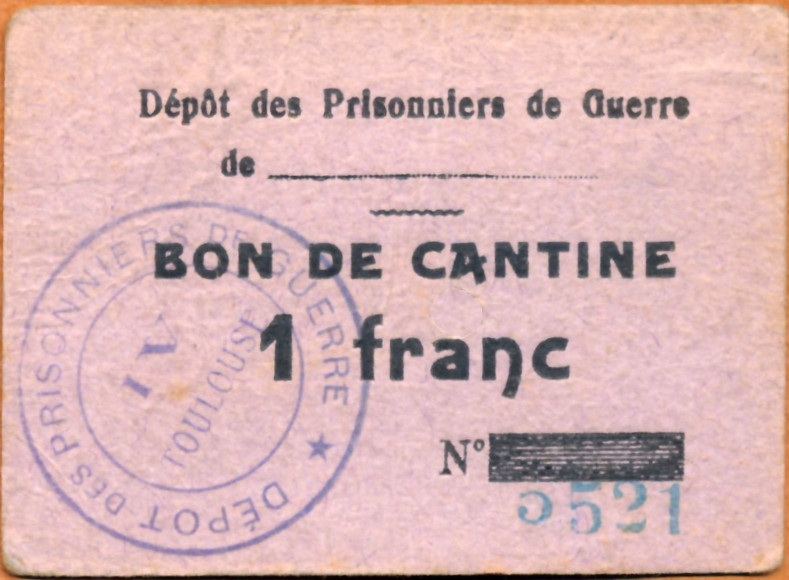 Dépôt des Prisonniers de Guerre
de
BON DE CANTINE
1 franc
N°
5521
DÉPOT DES PRISONNIERS DE GUERRE
IV
TOULOUSE